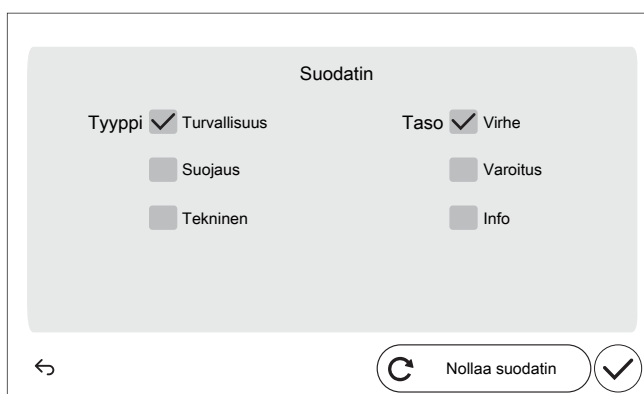 Suodatin
Tyyppi Turvallisuus Taso Virhe
Suojaus Varoitus
Tekninen Info
Nollaa suodatin